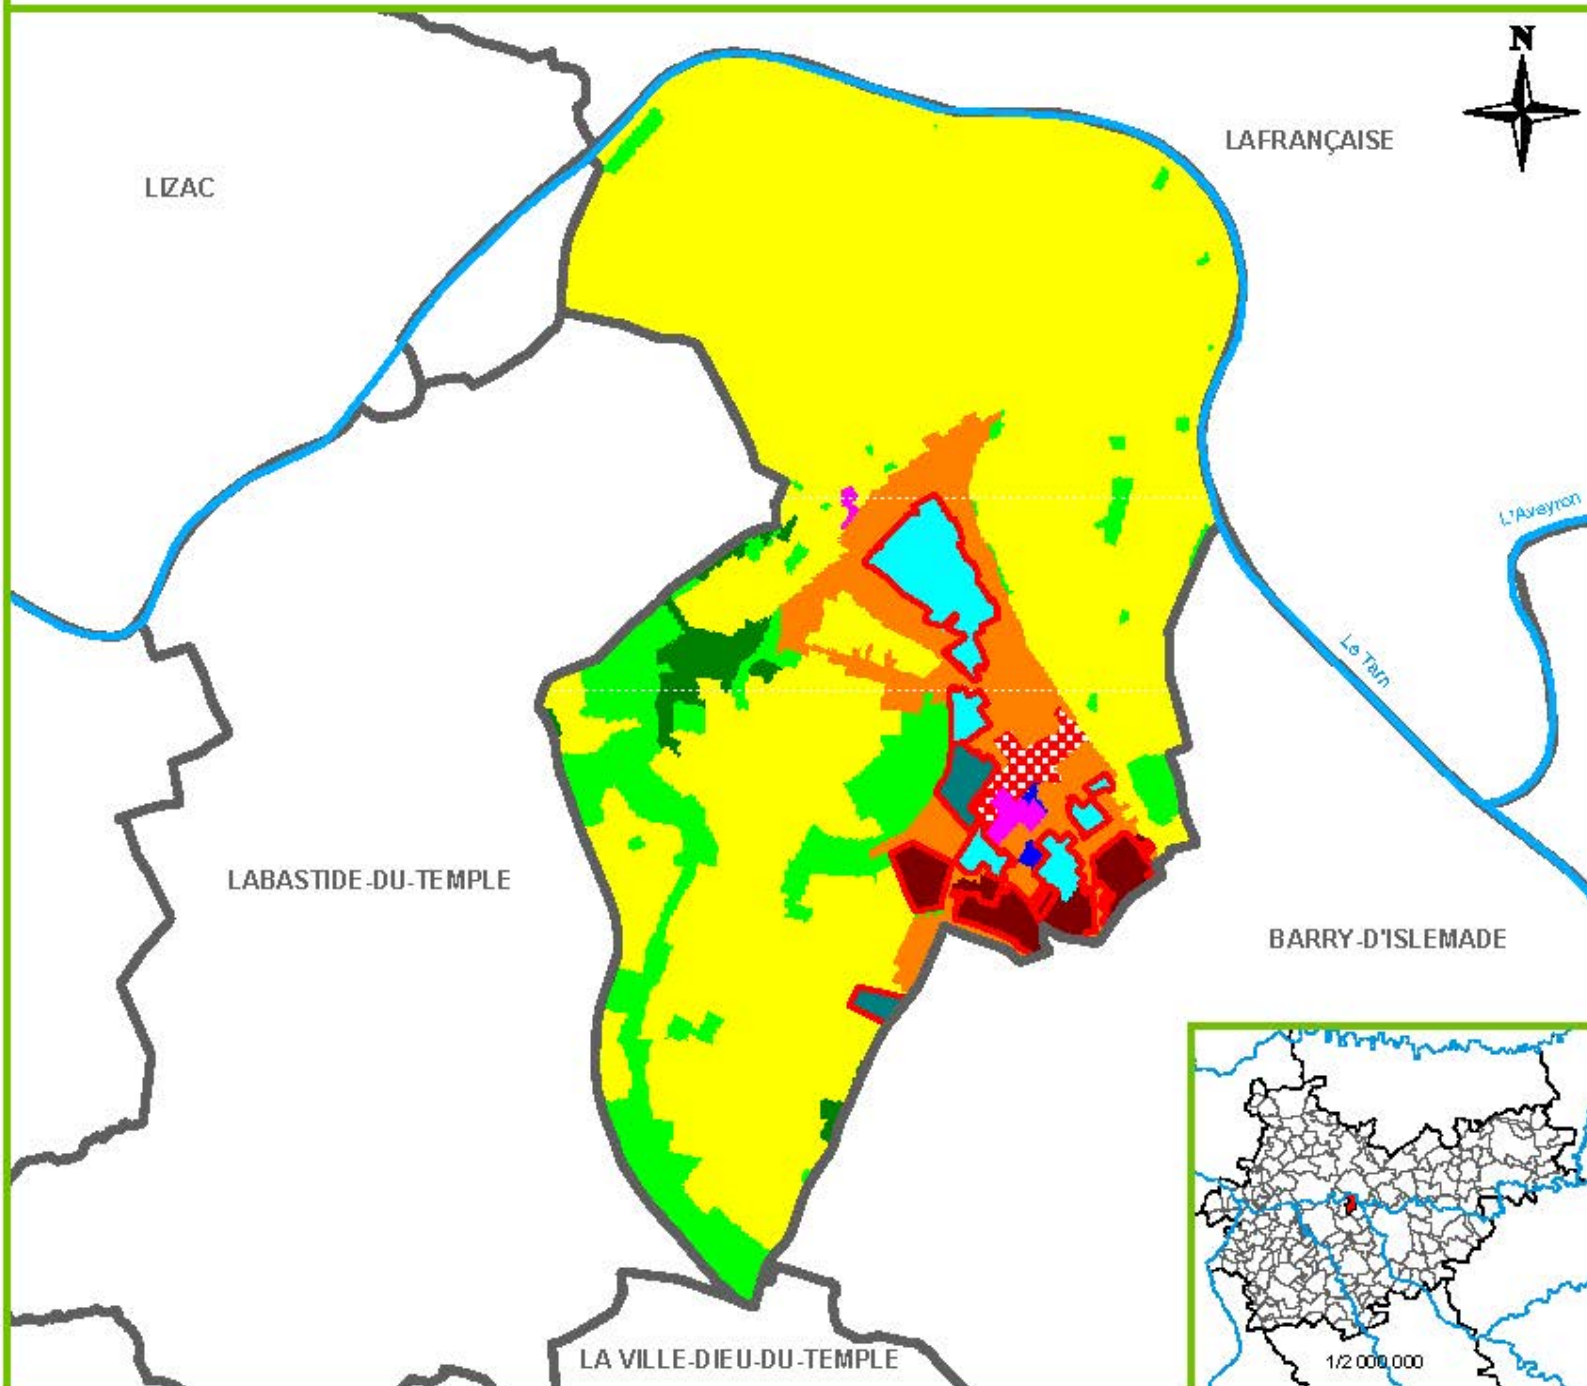 N
LAFRANÇAISE
LIZAC
L'Aveyron
Le Tarn
LABASTIDE-DU-TEMPLE
BARRY-D'ISLEMADE
LA VILLE-DIEU-DU-TEMPLE
1/2 000 000